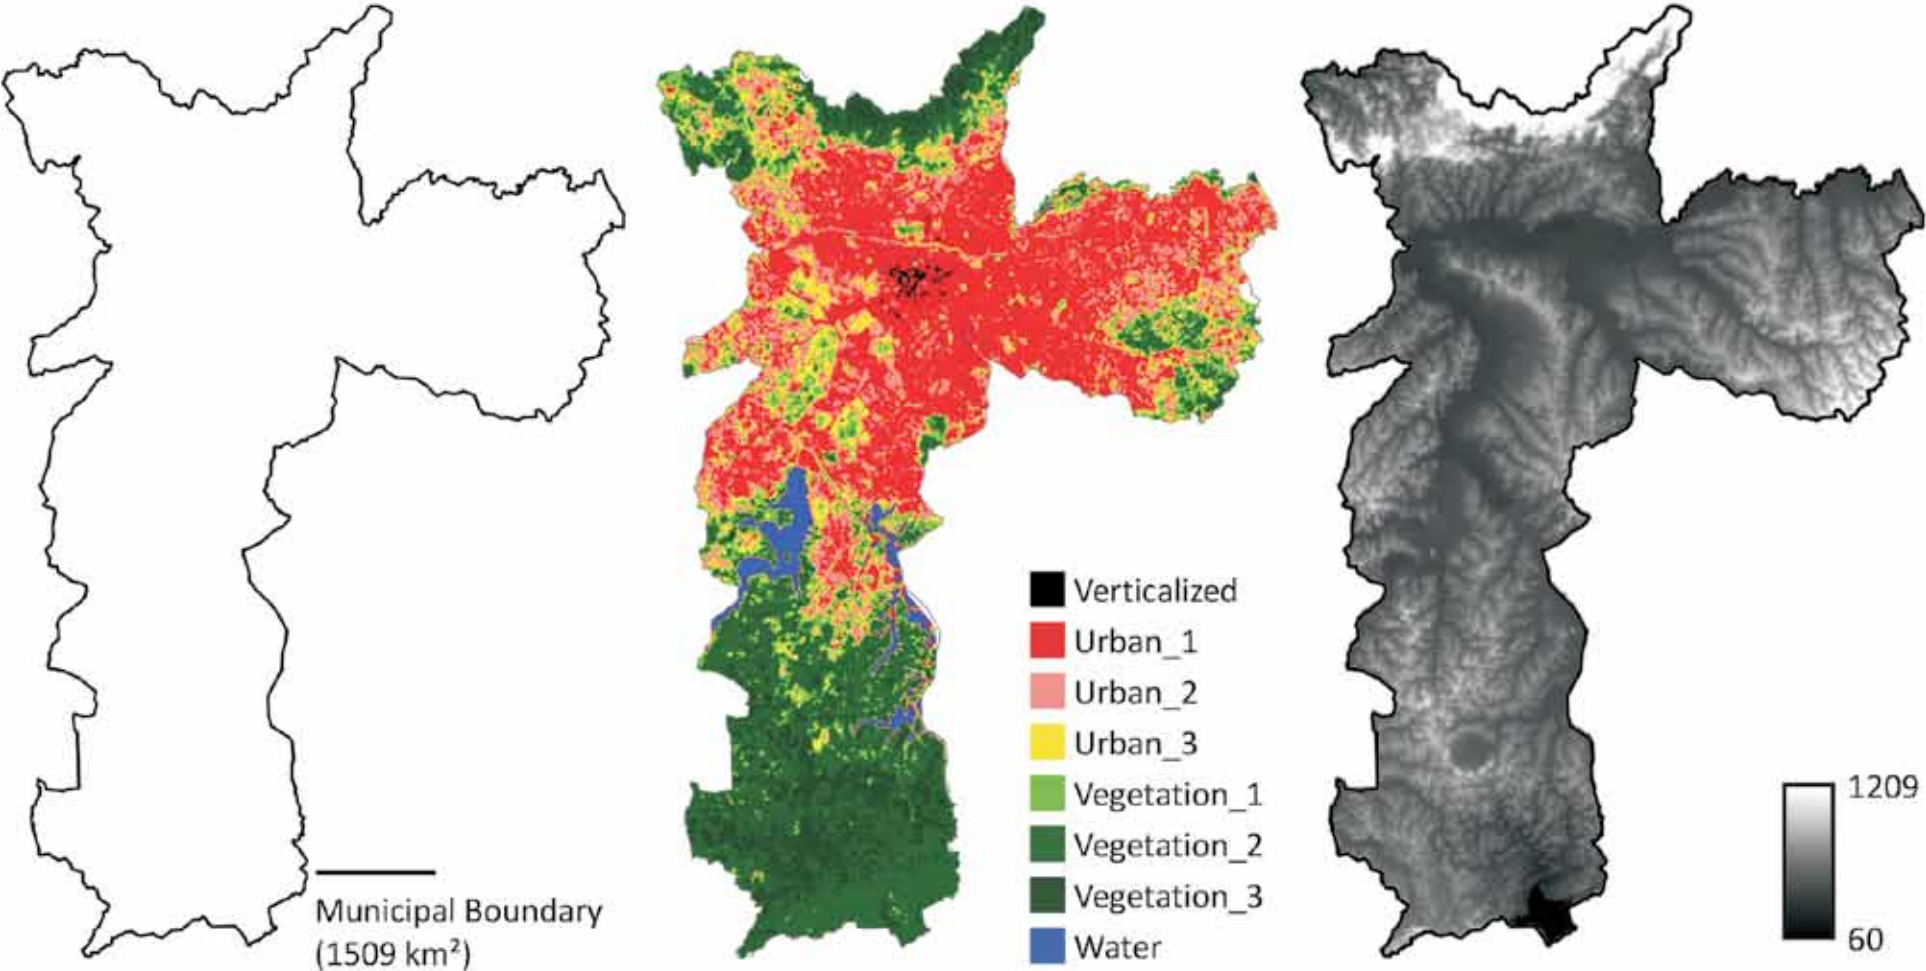 Municipal Boundary
(1509 km²)
Verticalized
Urban_1
Urban_2
Urban_3
Vegetation_1
Vegetation_2
Vegetation_3
Water
1209
60